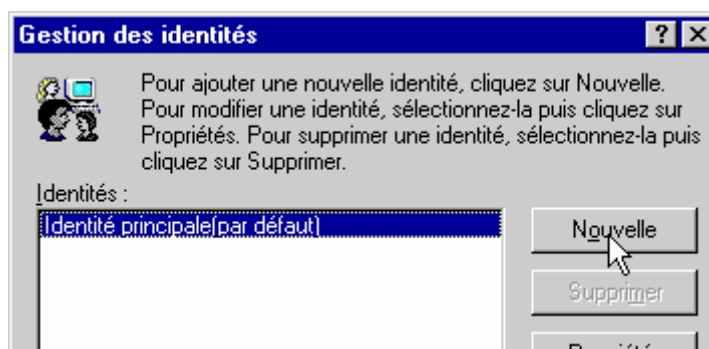 Gestion des identités
Pour ajouter une nouvelle identité, cliquez sur Nouvelle.
Pour modifier une identité, sélectionnez-la puis cliquez sur
Propriétés. Pour supprimer une identité, sélectionnez-la puis
cliquez sur Supprimer.
Identités :
Identité principale(par défaut)
Nouvelle
Supprimer